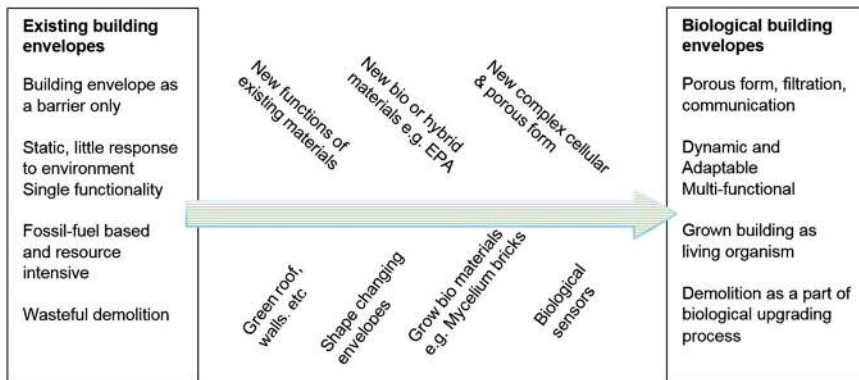 Existing building
envelopes
Building envelope as
a barrier only
Static, little response
to environment
Single functionality
Fossil-fuel based
and resource
intensive
Wasteful demolition
New functions of
existing materials
New bio or hybrid
materials e.g. EPA
New complex cellular
& porous form
Green roof,
walls. etc
Shape changing
envelopes
Grow bio materials
e.g. Mycelium bricks
Biological
sensors
Biological building
envelopes
Porous form, filtration,
communication
Dynamic and
Adaptable
Multi-functional
Grown building as
living organism
Demolition as a part of
biological upgrading
process